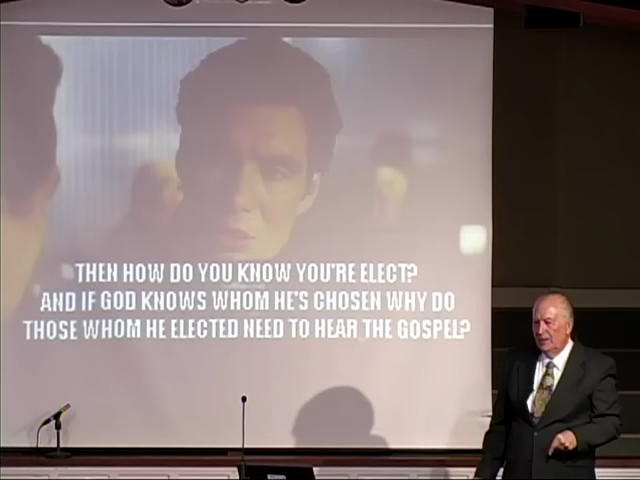 THEN HOW DO YOU KNOW YOU'RE ELECT?
AND IF GOD KNOWS WHOM HE'S CHOSEN WHY DO
THOSE WHOM HE ELECTED NEED TO HEAR THE GOSPEL?